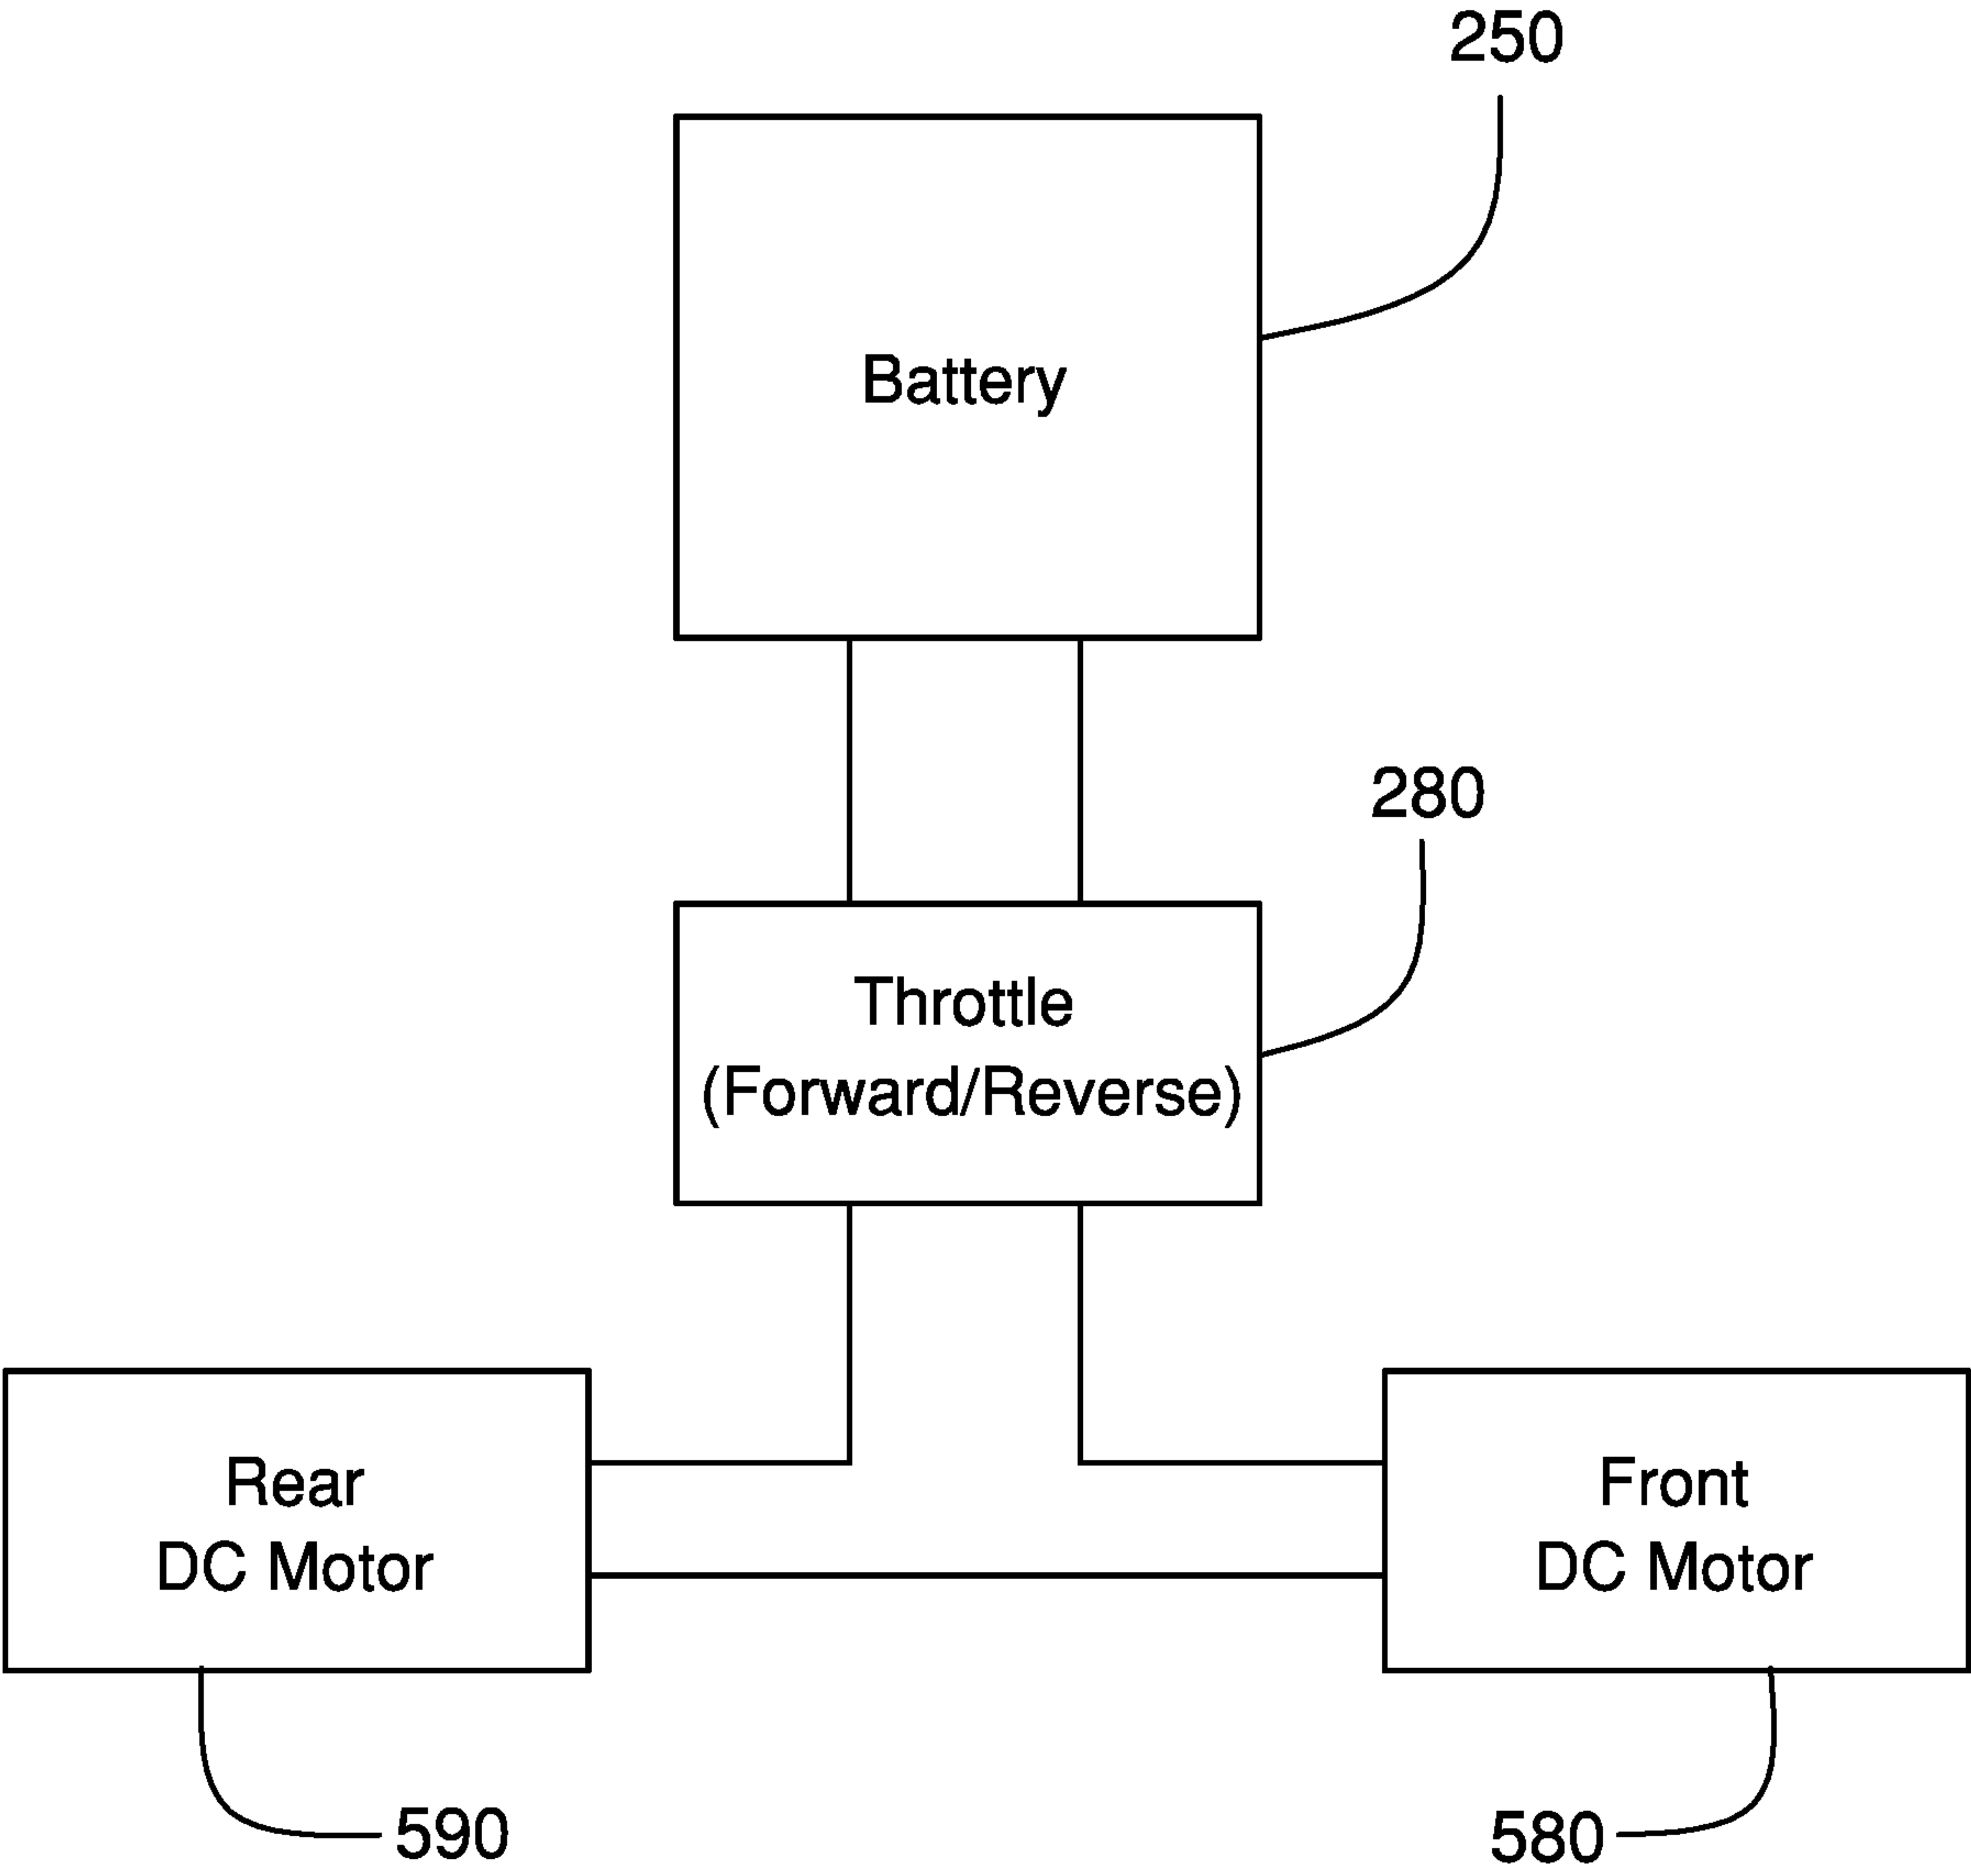 250
Battery
280
Throttle
(Forward/Reverse)
Rear
DC Motor
Front
DC Motor
590
580